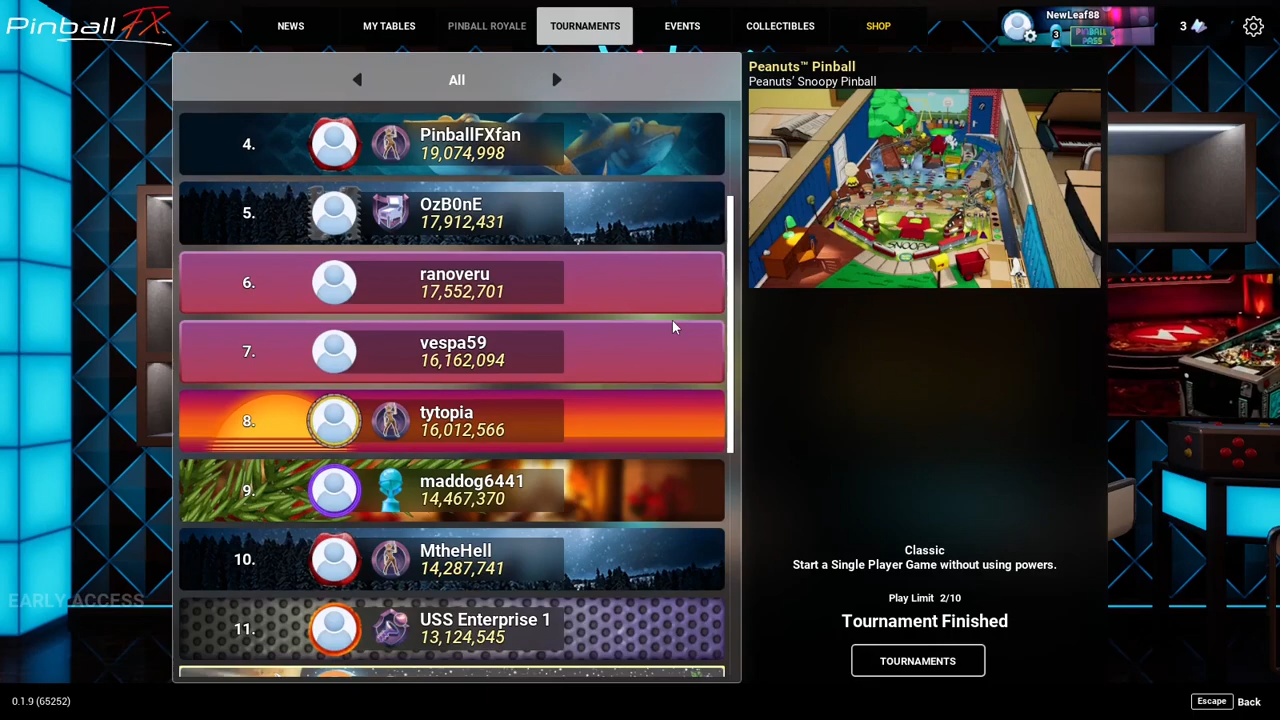 Pinball FX
NEWS
MY TABLES
PINBALL ROYALE
TOURNAMENTS
EVENTS
COLLECTIBLES
SHOP
NewLeaf88
3
PINBALL PASS
3
All
4.
PinballFXfan
19,074,998
5.
OzB0nE
17,912,431
6.
ranoveru
17,552,701
7.
vespa59
16,162,094
8.
tytopia
16,012,566
9.
maddog6441
14,467,370
10.
MtheHell
14,287,741
11.
USS Enterprise 1
13,124,545
Peanuts™ Pinball
Peanuts' Snoopy Pinball
SNOOPY
Classic
Start a Single Player Game without using powers.
Play Limit 2/10
Tournament Finished
TOURNAMENTS
EARLY ACCESS
0.1.9 (65252)
Escape Back